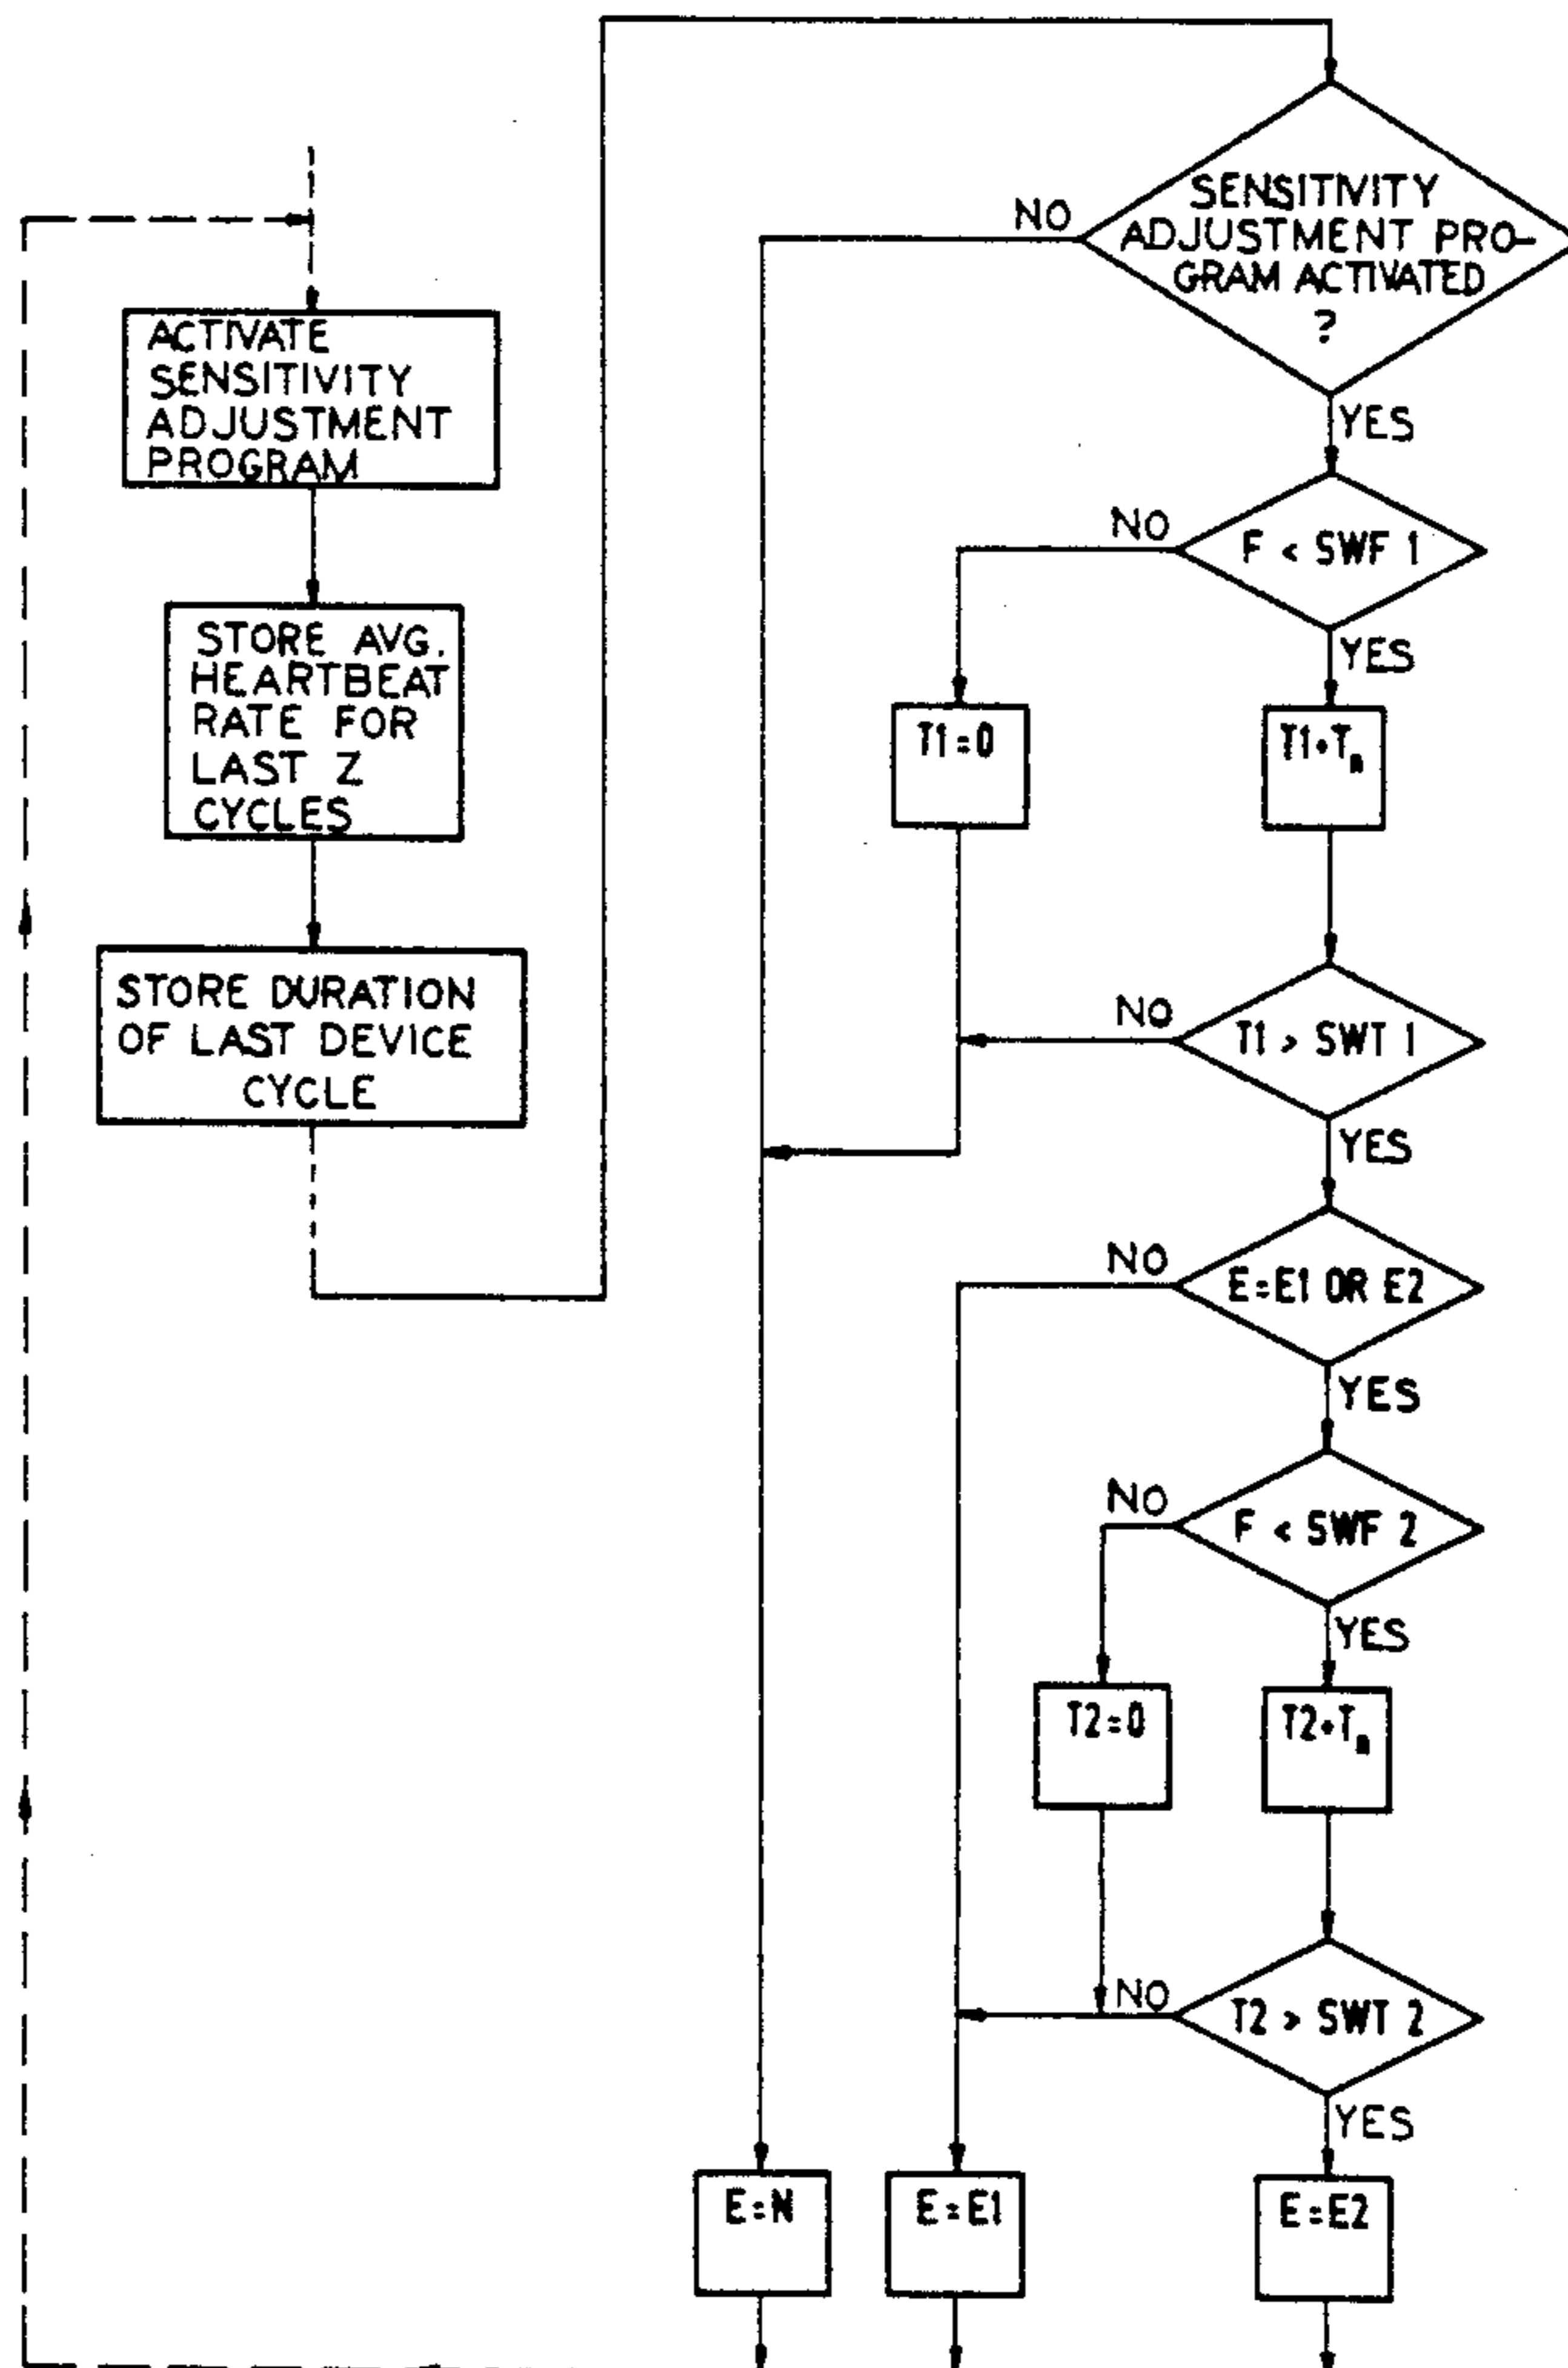 ACTIVATE
SENSITIVITY
ADJUSTMENT
PROGRAM
STORE AVG.
HEARTBEAT
RATE FOR
LAST Z
CYCLES
STORE DURATION
OF LAST DEVICE
CYCLE
SENSITIVITY
ADJUSTMENT PRO-
GRAM ACTIVATED
?
NO
YES
F < SWF 1
NO
YES
T1=0
T1+Tn
T1 > SWT 1
NO
YES
E=E1 OR E2
NO
YES
F < SWF 2
NO
YES
T2=0
T2+Tn
T2 > SWT 2
NO
YES
E=N
E=E1
E=E2